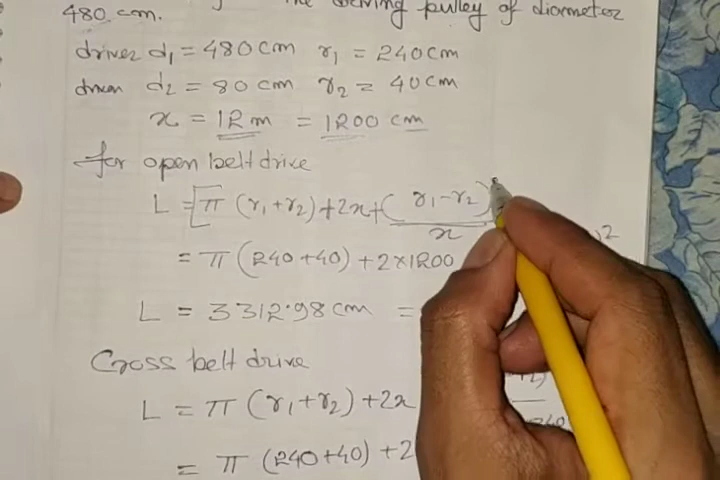 The driving pulley of diameter
480 cm.
driver d₁ = 480 cm r₁ = 240 cm
driven d₂ = 80 cm r₂ = 40 cm
x = 12 m = 1200 cm
for open belt drive
L = [π (r₁+r₂) + 2x + (r₁-r₂)/x
= π (240+40) + 2×1200 )²
L = 3312.98 cm =
Cross belt drive
L = π (r₁+r₂) + 2x
= π (240+40) + 2